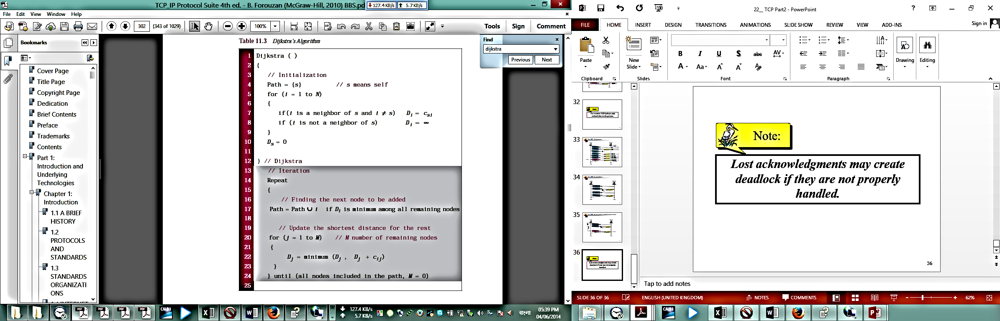 TCP_IP Protocol Suite 4th ed. - B. Forouzan (McGraw-Hill, 2010) BBS.pd
127.4 KB/s 5.7 KB/s
File Edit View Window Help
302 (343 of 1029) 100% Tools Sign Comment
Bookmarks
Cover Page
Title Page
Copyright Page
Dedication
Brief Contents
Preface
Trademarks
Contents
Part 1:
Introduction and
Underlying
Technologies
Chapter 1:
Introduction
1.1 A BRIEF
HISTORY
1.2
PROTOCOLS
AND
STANDARDS
1.3
STANDARDS
ORGANIZATI
ONS
Table 11.3 Dijkstra's Algorithm
1 Dijkstra ( )
2 {
3 // Initialization
4 Path = {s} // s means self
5 for (i = 1 to N)
6 {
7 if(i is a neighbor of s and i ≠ s) Di = csi
8 if (i is not a neighbor of s) Di = ∞
9 }
10 Ds = 0
11
12 } // Dijkstra
13 // Iteration
14 Repeat
15 {
16 // Finding the next node to be added
17 Path = Path ∪ i if Di is minimum among all remaining nodes
18
19 // Update the shortest distance for the rest
20 for (j = 1 to M) // M number of remaining nodes
21 {
22 Dj = minimum (Dj , Dj + cij)
23 }
24 } until (all nodes included in the path, M = 0)
25
Find
dijkstra
Previous Next
127.4 KB/s
5.7 KB/s
বাংলা
05:39 PM
04/06/2014
22_ TCP Part2 - PowerPoint
FILE HOME INSERT DESIGN TRANSITIONS ANIMATIONS SLIDE SHOW REVIEW VIEW ADD-INS Sign in
Paste
New
Slide
B I U S abc AV
A Aa A A
Drawing
Editing
Clipboard Slides Font Paragraph
32
33
34
35
36
Note:
Lost acknowledgments may create
deadlock if they are not properly
handled.
36
Tap to add notes
SLIDE 36 OF 36 ENGLISH (UNITED KINGDOM) NOTES COMMENTS 62%